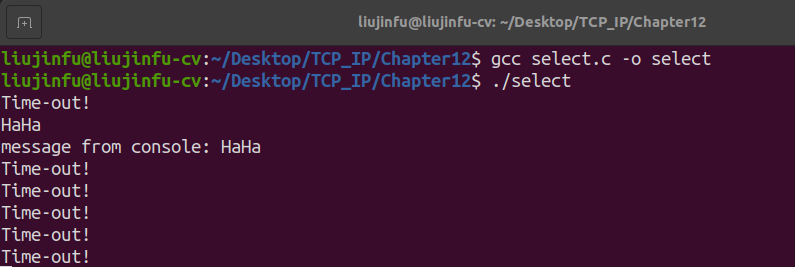 liujinfu@liujinfu-cv: ~/Desktop/TCP_IP/Chapter12
liujinfu@liujinfu-cv:~/Desktop/TCP_IP/Chapter12$ gcc select.c -o select
liujinfu@liujinfu-cv:~/Desktop/TCP_IP/Chapter12$ ./select
Time-out!
HaHa
message from console: HaHa
Time-out!
Time-out!
Time-out!
Time-out!
Time-out!